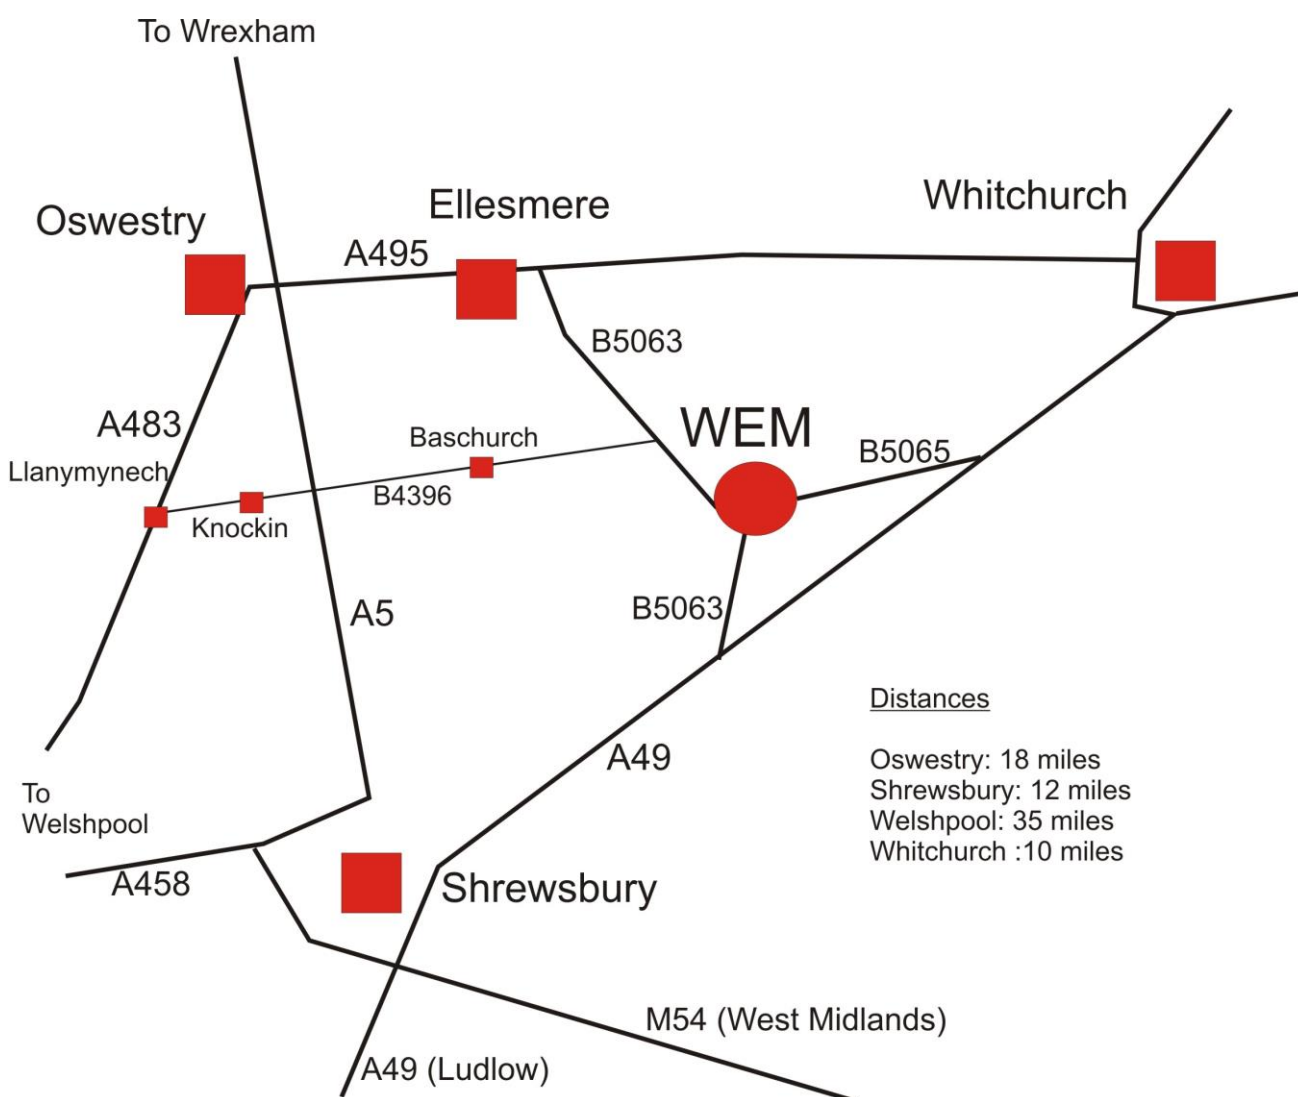 To Wrexham
Whitchurch
Ellesmere
Oswestry
A495
B5063
WEM
A483
Baschurch
B5065
Llanymynech
B4396
Knockin
B5063
A5
Distances
A49
Oswestry: 18 miles
Shrewsbury: 12 miles
Welshpool: 35 miles
Whitchurch :10 miles
To
Welshpool
A458
Shrewsbury
M54 (West Midlands)
A49 (Ludlow)